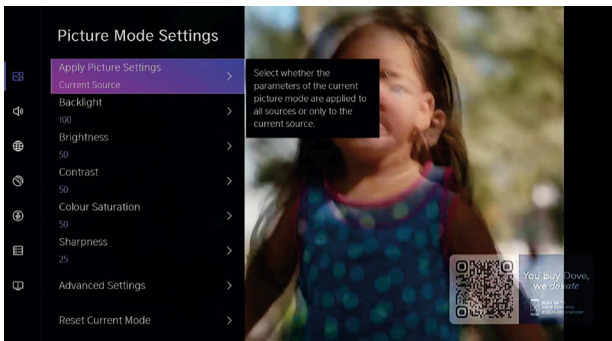 Picture Mode Settings
Apply Picture Settings
Current Source
Backlight
100
Brightness
50
Contrast
50
Colour Saturation
50
Sharpness
25
Advanced Settings
Reset Current Mode
Select whether the
parameters of the current
picture mode are applied to
all sources or only to the
current source.
You buy Dove,
we donate